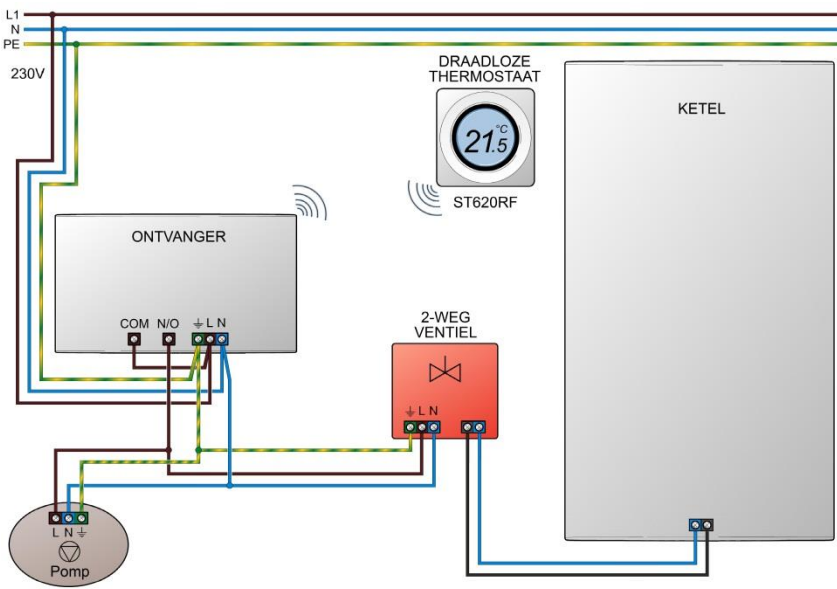 L1
N
PE
230V
DRAADLOZE
THERMOSTAAT
21.5 °C
ST620RF
KETEL
ONTVANGER
COM N/O L N
2-WEG
VENTIEL
L N
L N
Pomp